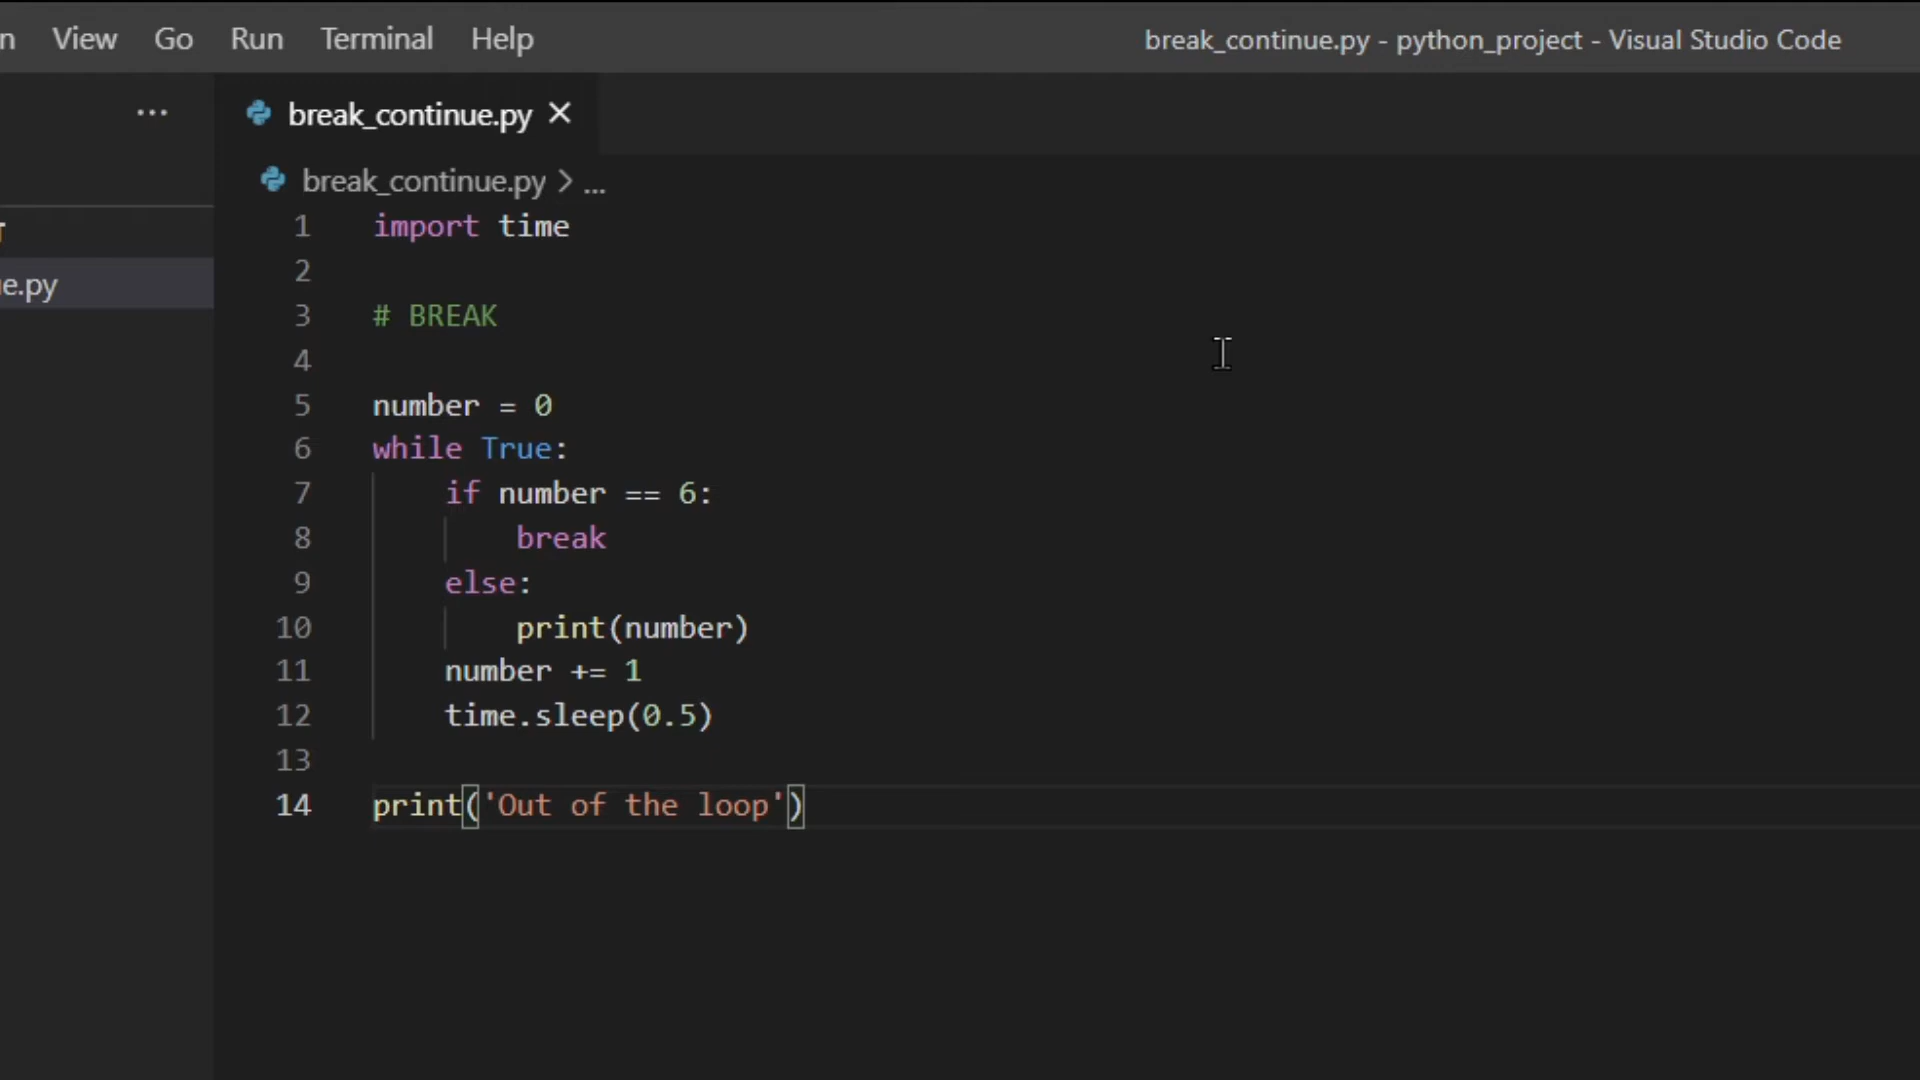 n View Go Run Terminal Help break_continue.py - python_project - Visual Studio Code
... break_continue.py ×
break_continue.py > ...
e.py
1 import time
2
3 # BREAK
4
5 number = 0
6 while True:
7     if number == 6:
8         break
9     else:
10         print(number)
11     number += 1
12     time.sleep(0.5)
13
14 print('Out of the loop')